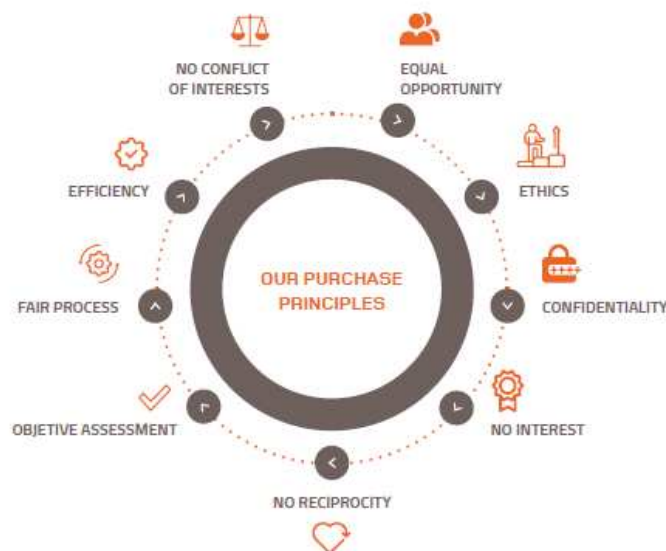 NO CONFLICT
OF INTERESTS
EQUAL
OPPORTUNITY
EFFICIENCY
ETHICS
OUR PURCHASE
PRINCIPLES
FAIR PROCESS
CONFIDENTIALITY
OBJETIVE ASSESSMENT
NO INTEREST
NO RECIPROCITY